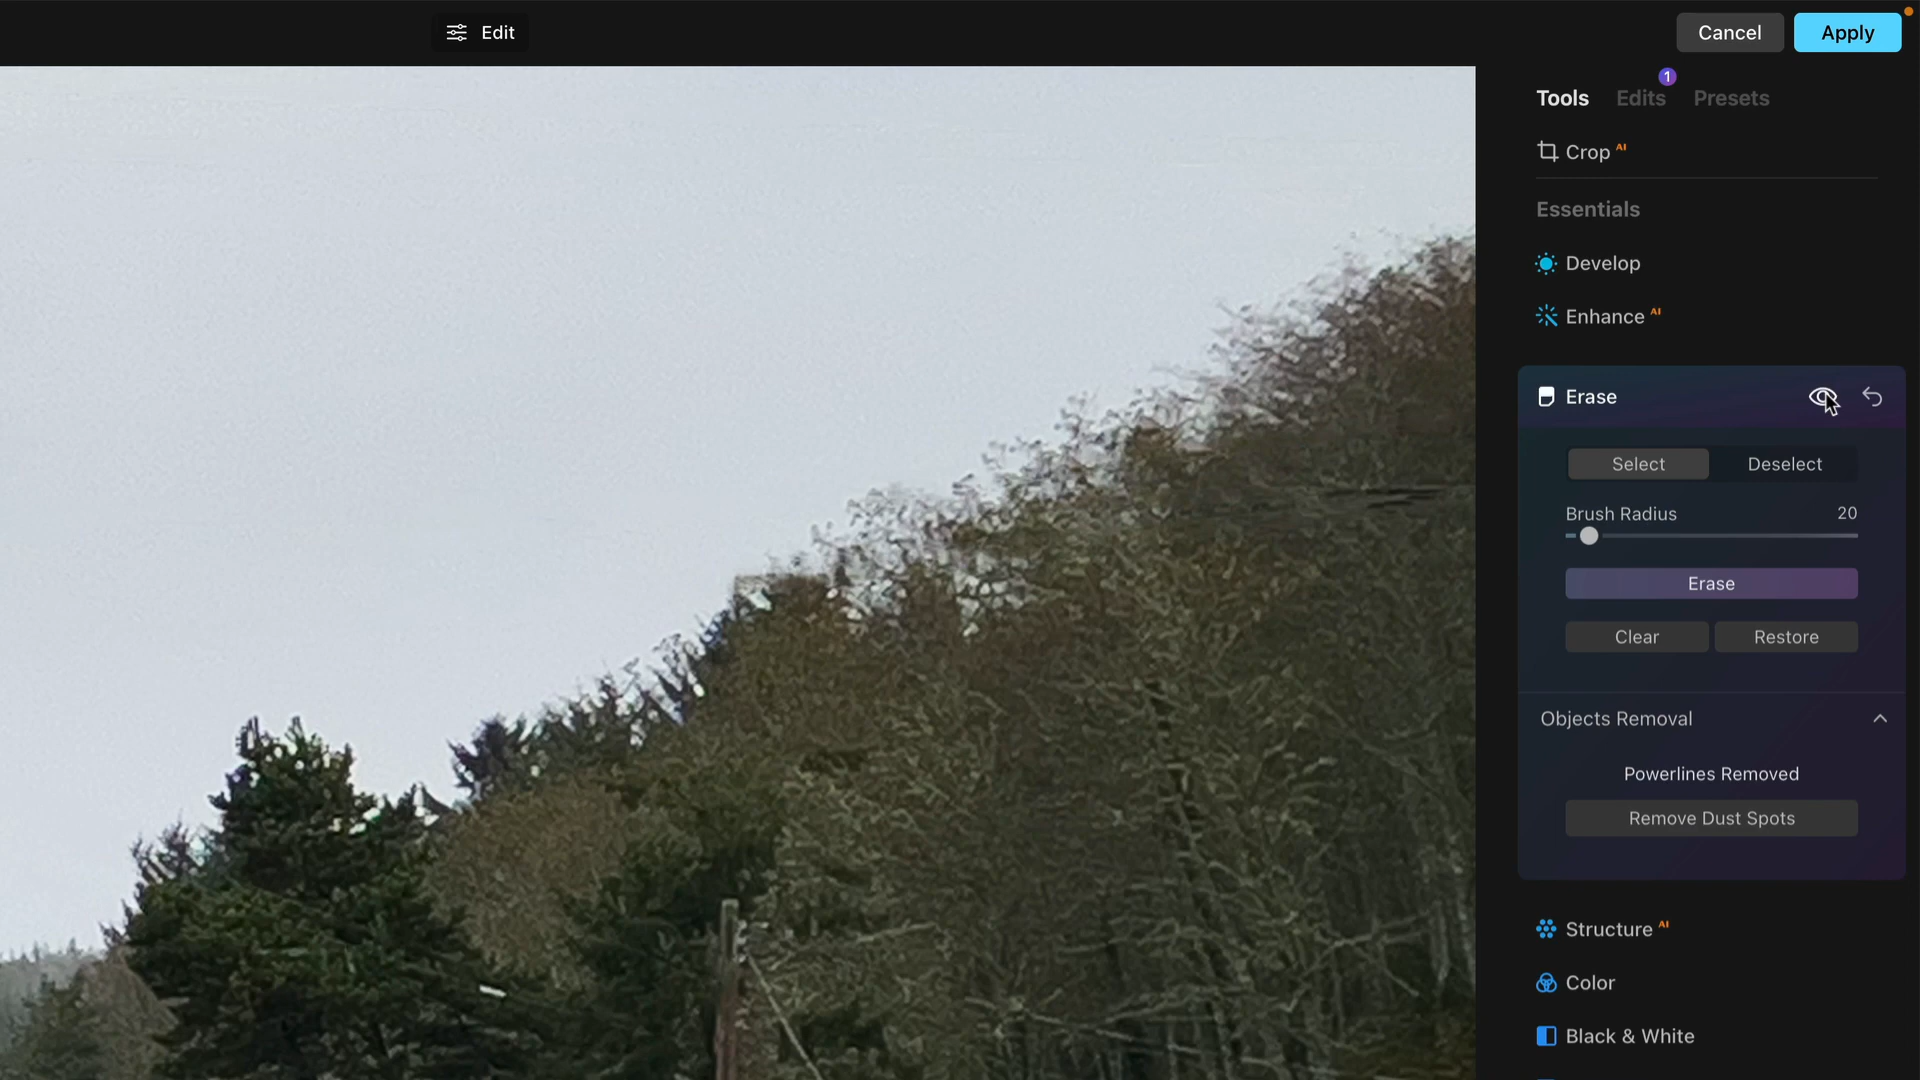 Edit
Cancel
Apply
Tools
Edits
1
Presets
Crop AI
Essentials
Develop
Enhance AI
Erase
Select
Deselect
Brush Radius
20
Erase
Clear
Restore
Objects Removal
Powerlines Removed
Remove Dust Spots
Structure AI
Color
Black & White